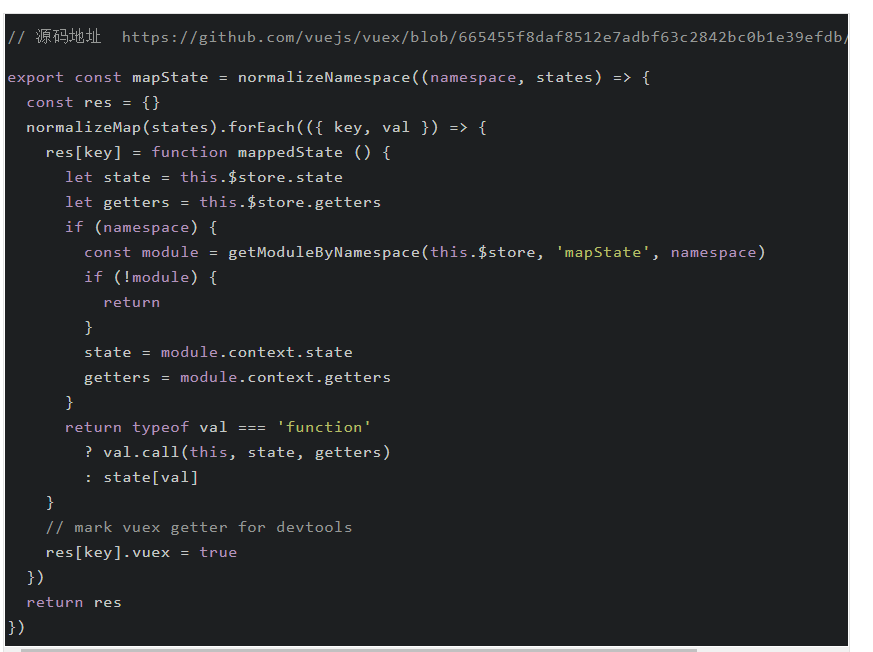 // 源码地址  https://github.com/vuejs/vuex/blob/665455f8daf8512e7adbf63c2842bc0b1e39efdb/
export const mapState = normalizeNamespace((namespace, states) => {
  const res = {}
  normalizeMap(states).forEach(({ key, val }) => {
    res[key] = function mappedState () {
      let state = this.$store.state
      let getters = this.$store.getters
      if (namespace) {
        const module = getModuleByNamespace(this.$store, 'mapState', namespace)
        if (!module) {
          return
        }
        state = module.context.state
        getters = module.context.getters
      }
      return typeof val === 'function'
        ? val.call(this, state, getters)
        : state[val]
    }
    // mark vuex getter for devtools
    res[key].vuex = true
  })
  return res
})